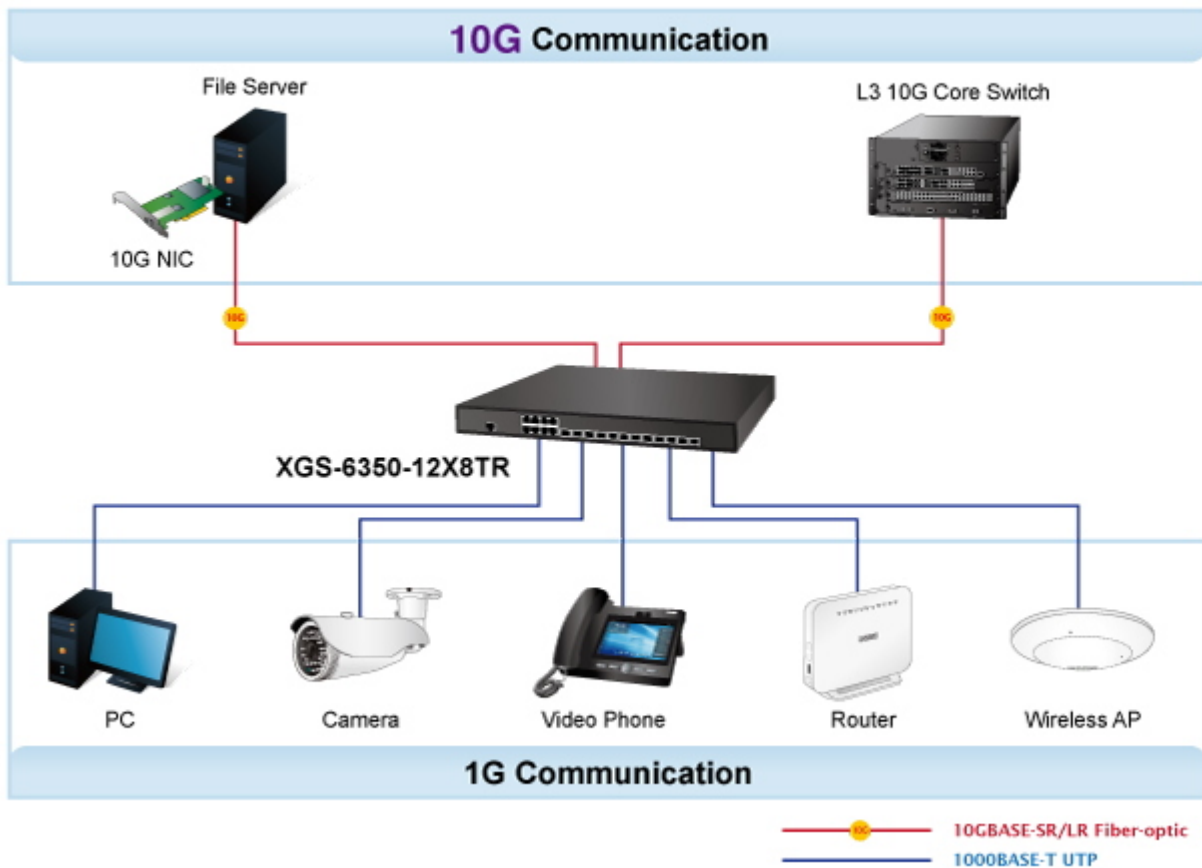 10G Communication
File Server
L3 10G Core Switch
10G NIC
10G
10G
XGS-6350-12X8TR
PC
Camera
Video Phone
Router
Wireless AP
1G Communication
10G
10GBASE-SR/LR Fiber-optic
1000BASE-T UTP